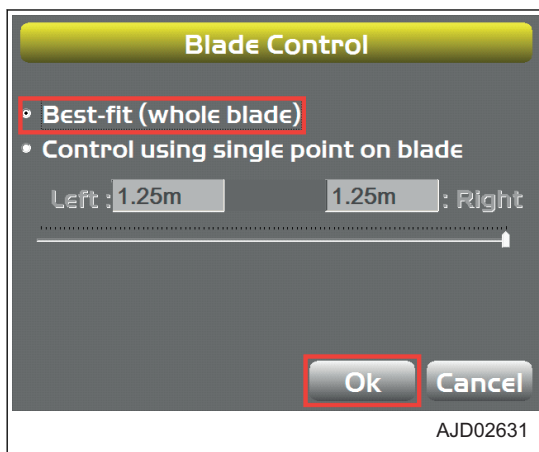 Blade Control
Best-fit (whole blade)
Control using single point on blade
Left : 1.25m 1.25m : Right
Ok Cancel
AJD02631